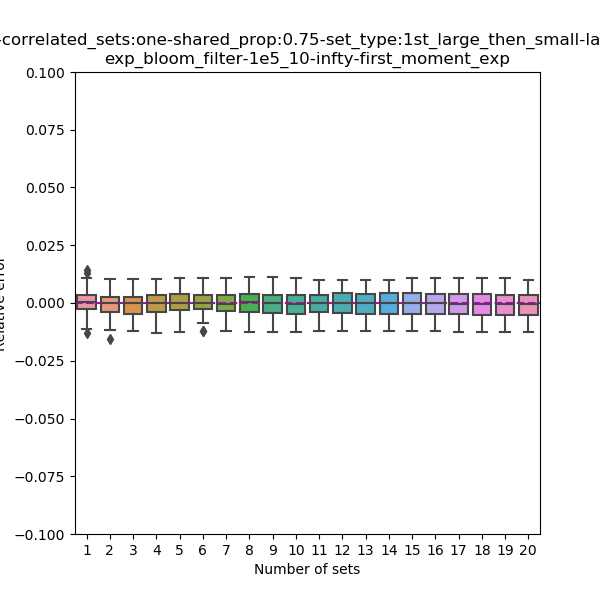 -correlated_sets:one-shared_prop:0.75-set_type:1st_large_then_small-la
exp_bloom_filter-1e5_10-infty-first_moment_exp
0.100
0.075
0.050
0.025
0.000
−0.025
−0.050
−0.075
−0.100
Relative error
1 2 3 4 5 6 7 8 9 10 11 12 13 14 15 16 17 18 19 20
Number of sets